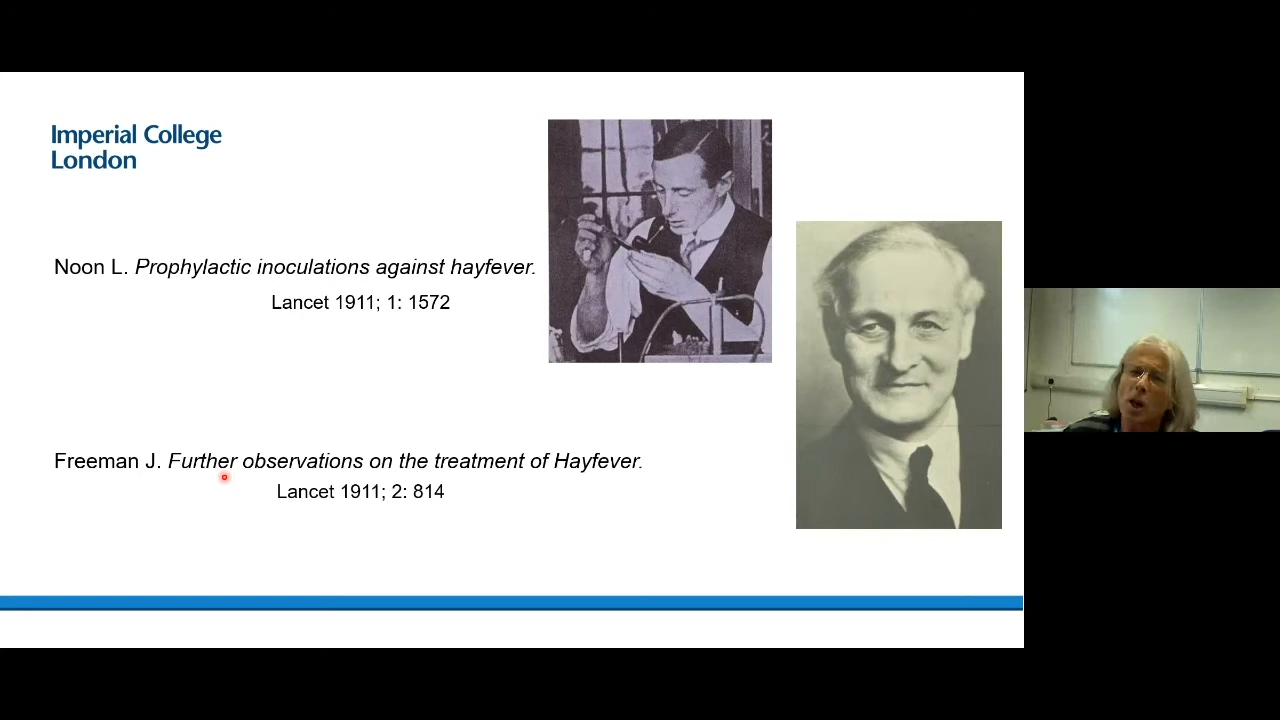 Imperial College
London
Noon L. Prophylactic inoculations against hayfever.
Lancet 1911; 1: 1572
Freeman J. Further observations on the treatment of Hayfever.
Lancet 1911; 2: 814